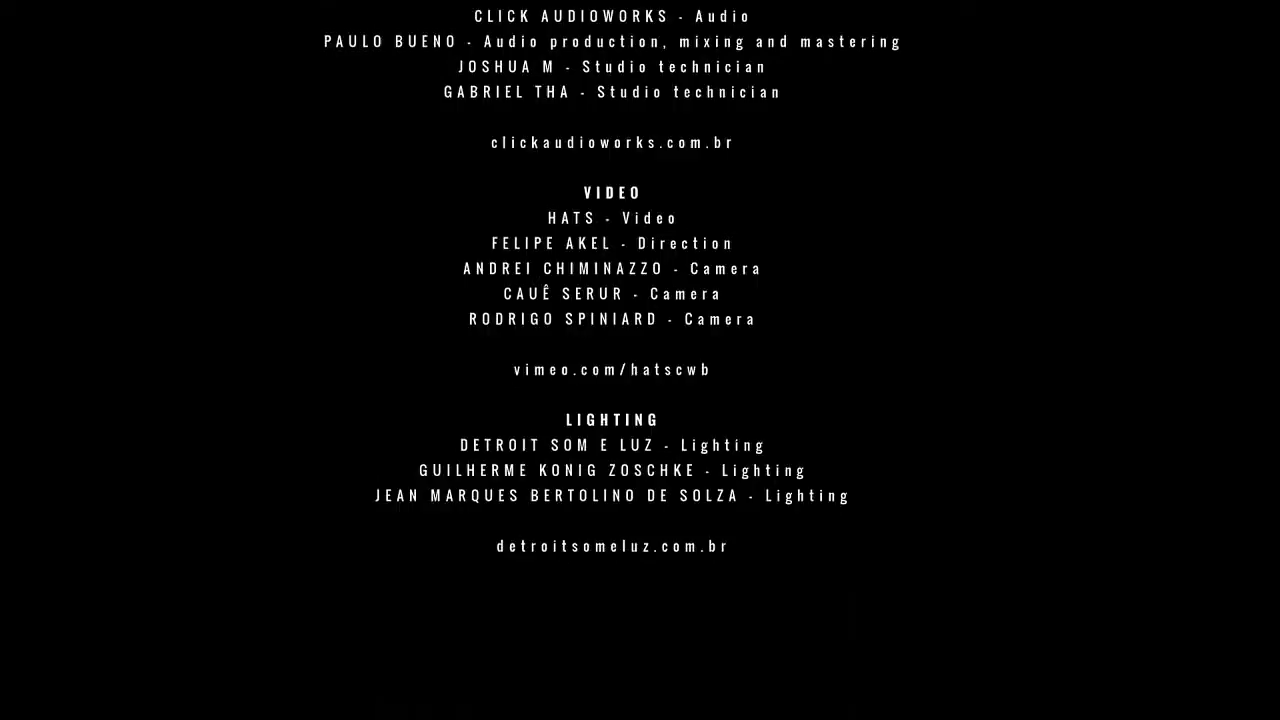 CLICK AUDIOWORKS - Audio
PAULO BUENO - Audio production, mixing and mastering
JOSHUA M - Studio technician
GABRIEL THA - Studio technician
clickaudioworks.com.br
VIDEO
HATS - Video
FELIPE AKEL - Direction
ANDREI CHIMINAZZO - Camera
CAUÊ SERUR - Camera
RODRIGO SPINIARD - Camera
vimeo.com/hatscwb
LIGHTING
DETROIT SOM E LUZ - Lighting
GUILHERME KONIG ZOSCHKE - Lighting
JEAN MARQUES BERTOLINO DE SOLZA - Lighting
detroitsomeluz.com.br